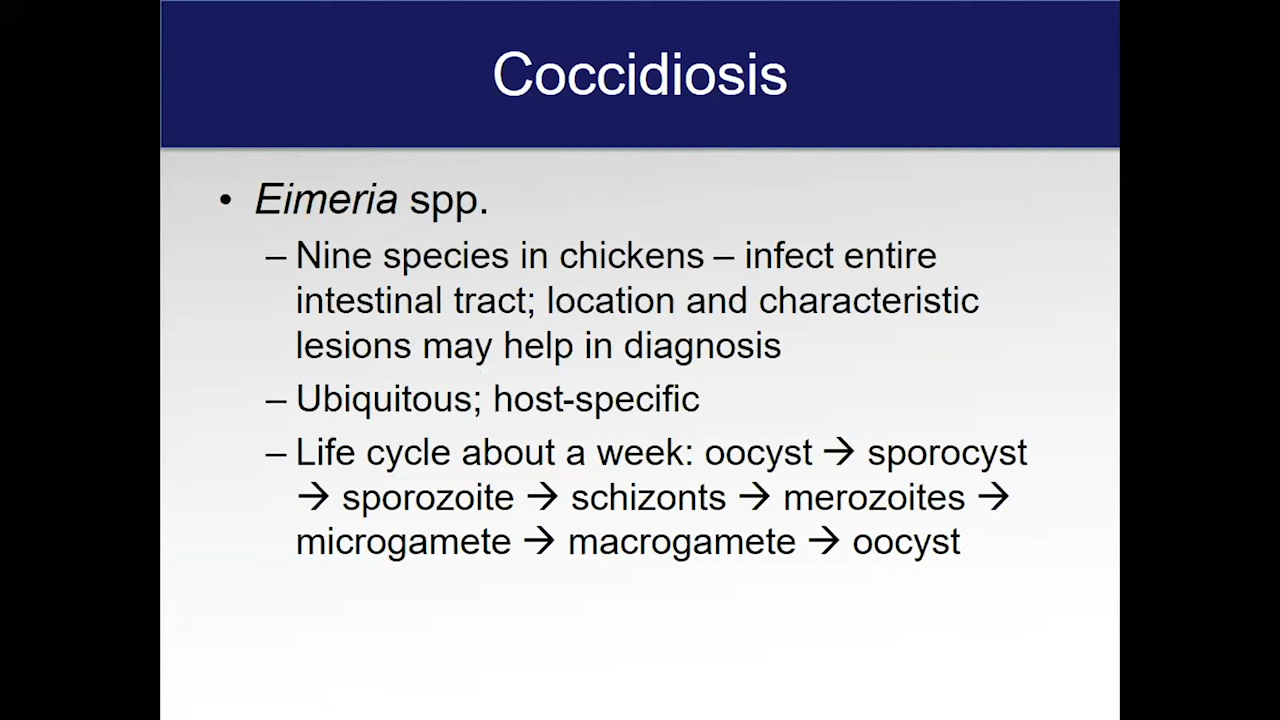 Coccidiosis
• Eimeria spp.
– Nine species in chickens – infect entire
intestinal tract; location and characteristic
lesions may help in diagnosis
– Ubiquitous; host-specific
– Life cycle about a week: oocyst → sporocyst
→ sporozoite → schizonts → merozoites →
microgamete → macrogamete → oocyst